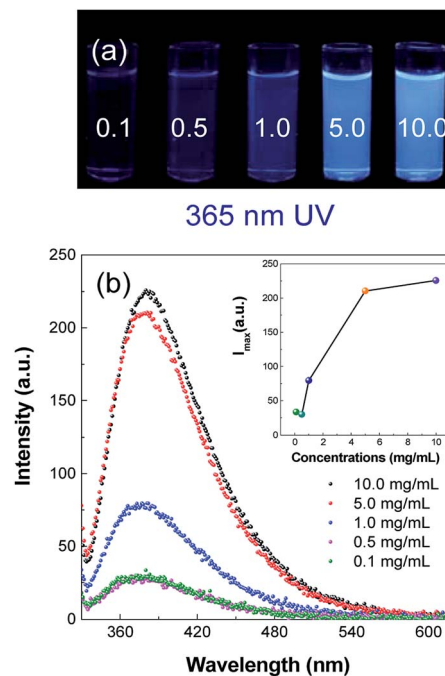 (a)
0.1 0.5 1.0 5.0 10.0
365 nm UV
(b)
250
200
150
100
50
0
Intensity (a.u.)
360 420 480 540 600
Wavelength (nm)
250
200
150
100
50
0
I max (a.u.)
0 2 4 6 8 10
Concentrations (mg/mL)
10.0 mg/mL
5.0 mg/mL
1.0 mg/mL
0.5 mg/mL
0.1 mg/mL